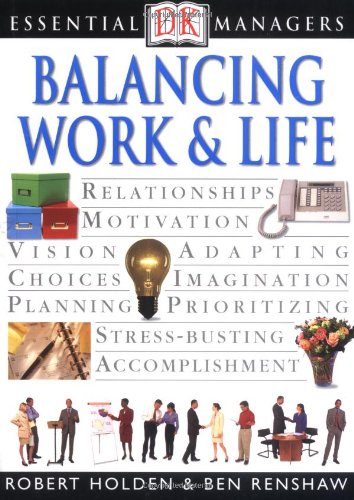 ESSENTIAL DK MANAGERS
BALANCING
WORK & LIFE
RELATIONSHIPS
MOTIVATION
VISION ADAPTING
CHOICES IMAGINATION
PLANNING PRIORITIZING
STRESS-BUSTING
ACCOMPLISHMENT
ROBERT HOLDEN & BEN RENSHAW